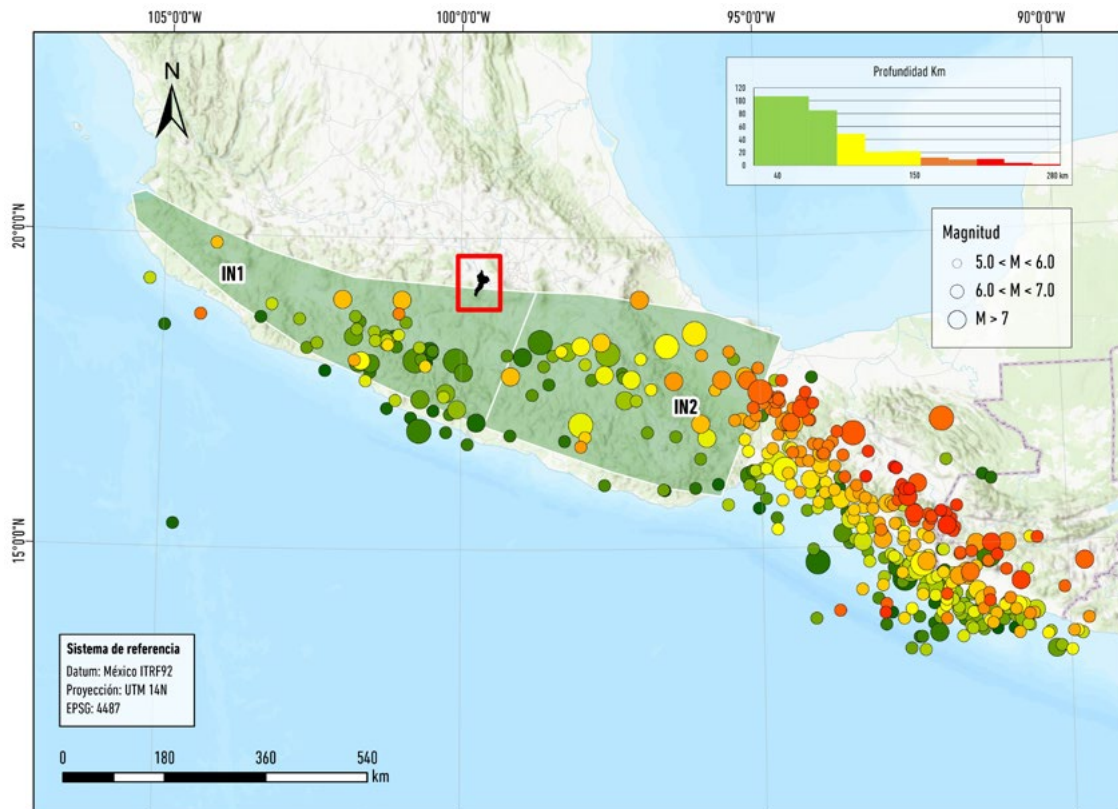 105°0'0"W 100°0'0"W 95°0'0"W 90°0'0"W
N
Profundidad Km
120
100
80
60
40
20
0
40 150 280 km
Magnitud
5.0 < M < 6.0
6.0 < M < 7.0
M > 7
20°0'0"N
15°0'0"N
IN1
IN2
Sistema de referencia
Datum: México ITRF92
Proyección: UTM 14N
EPSG: 4487
0 180 360 540
km